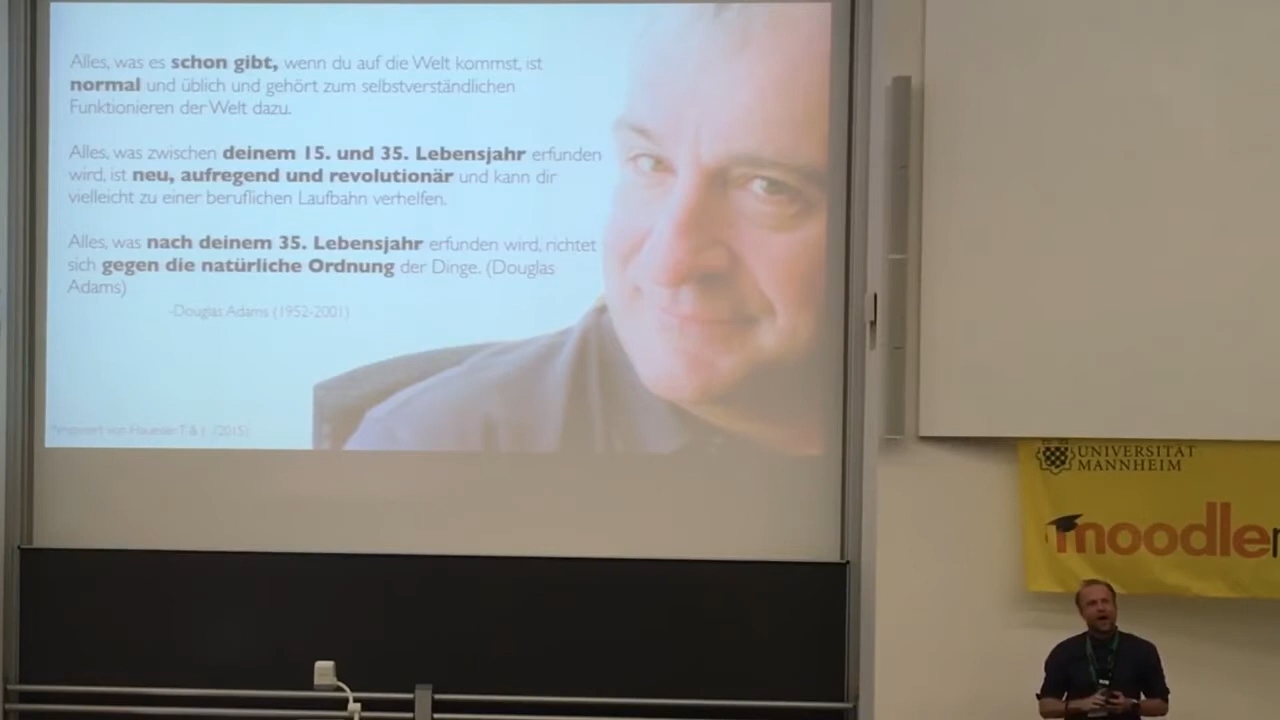 Alles, was es schon gibt, wenn du auf die Welt kommst, ist
normal und üblich und gehört zum selbstverständlichen
Funktionieren der Welt dazu.
Alles, was zwischen deinem 15. und 35. Lebensjahr erfunden
wird, ist neu, aufregend und revolutionär und kann dir
vielleicht zu einer beruflichen Laufbahn verhelfen.
Alles, was nach deinem 35. Lebensjahr erfunden wird, richtet
sich gegen die natürliche Ordnung der Dinge. (Douglas
Adams)
-Douglas Adams (1952-2001)
von T & J. (2015)
UNIVERSITÄT
MANNHEIM
moodle